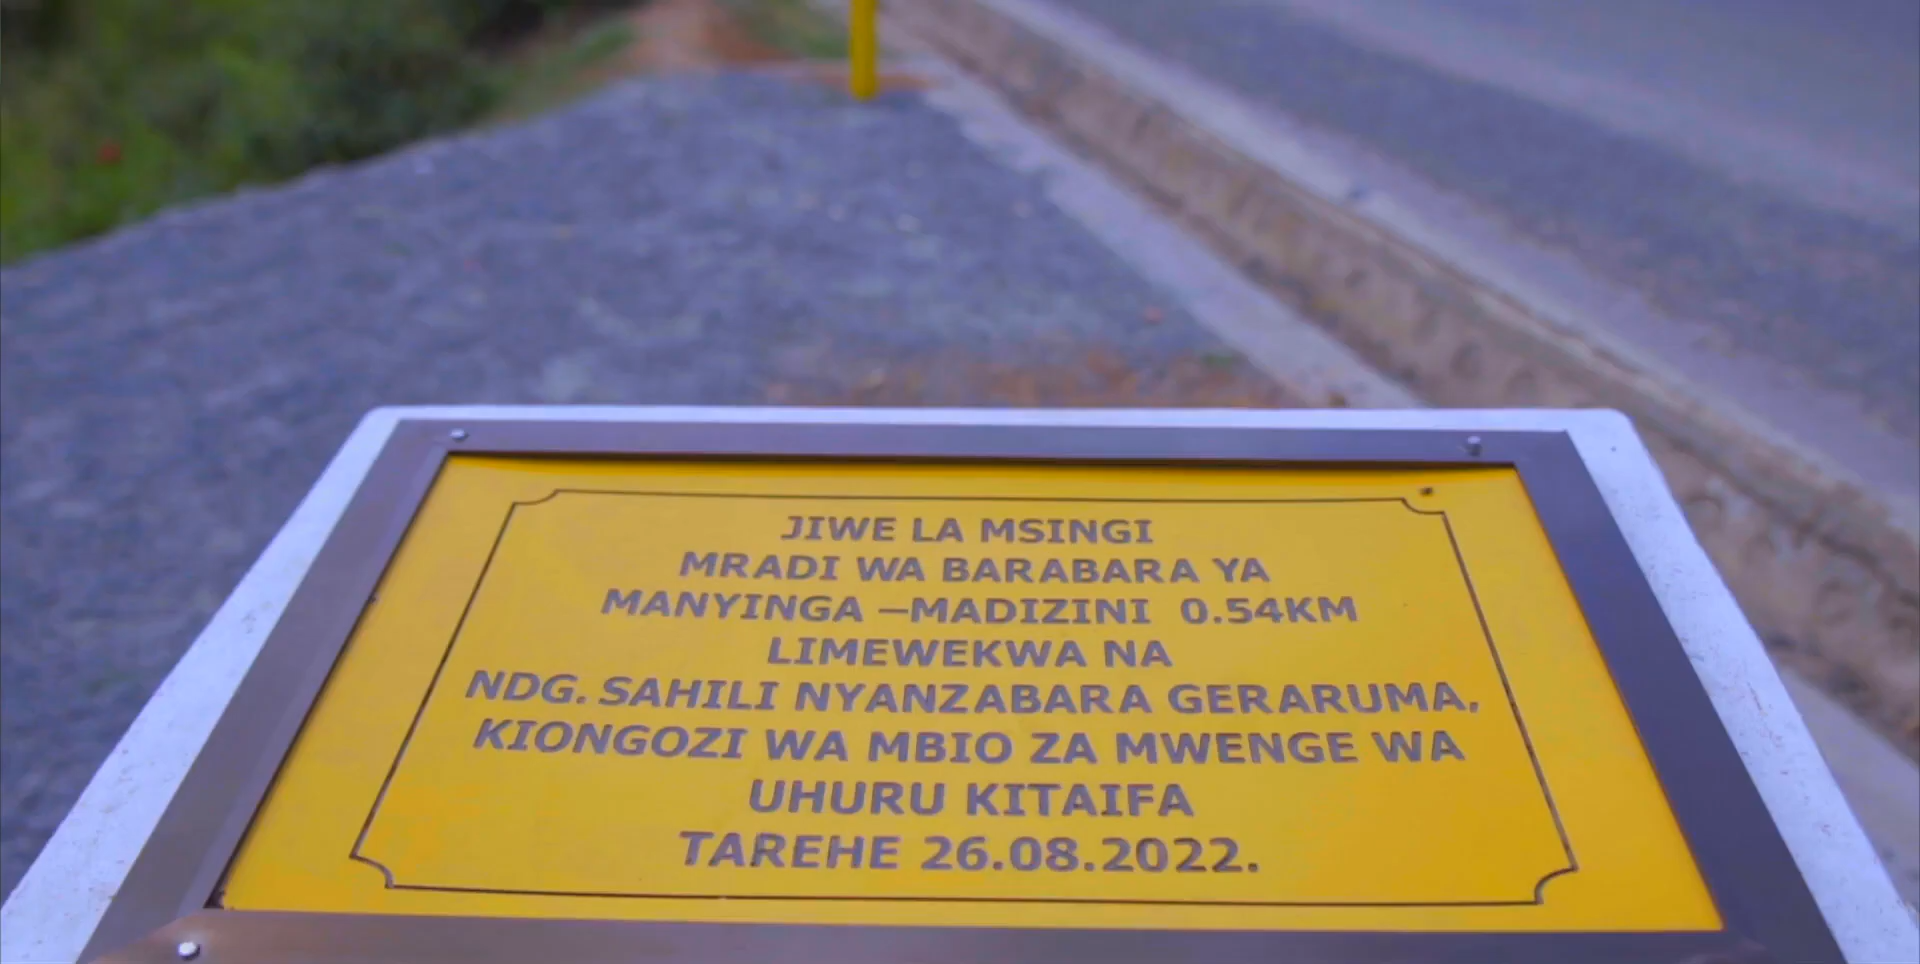 JIWE LA MSINGI
MRADI WA BARABARA YA
MANYINGA –MADIZINI 0.54KM
LIMEWEKWA NA
NDG. SAHILI NYANZABARA GERARUMA,
KIONGOZI WA MBIO ZA MWENGE WA
UHURU KITAIFA
TAREHE 26.08.2022.